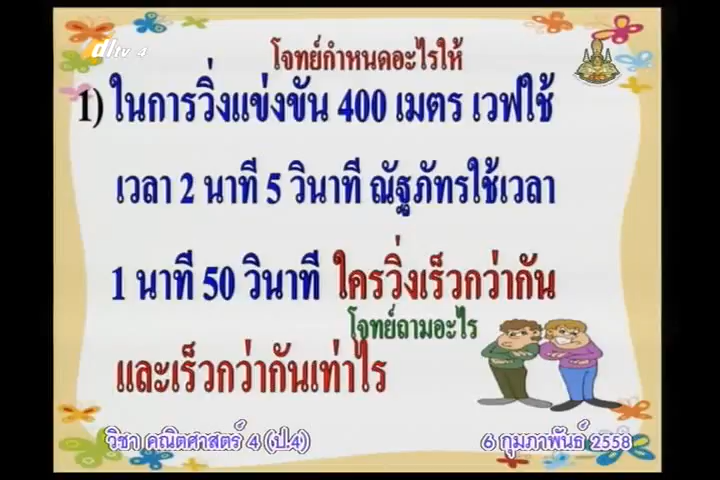 dltv 4
โจทย์กำหนดอะไรให้
1) ในการวิ่งแข่งขัน 400 เมตร เวฟใช้
เวลา 2 นาที 5 วินาที ณัฐภัทรใช้เวลา
1 นาที 50 วินาที ใครวิ่งเร็วกว่ากัน
โจทย์ถามอะไร
และเร็วกว่ากันเท่าไร
วิชา คณิตศาสตร์ 4 (ป.4)
6 กุมภาพันธ์ 2558